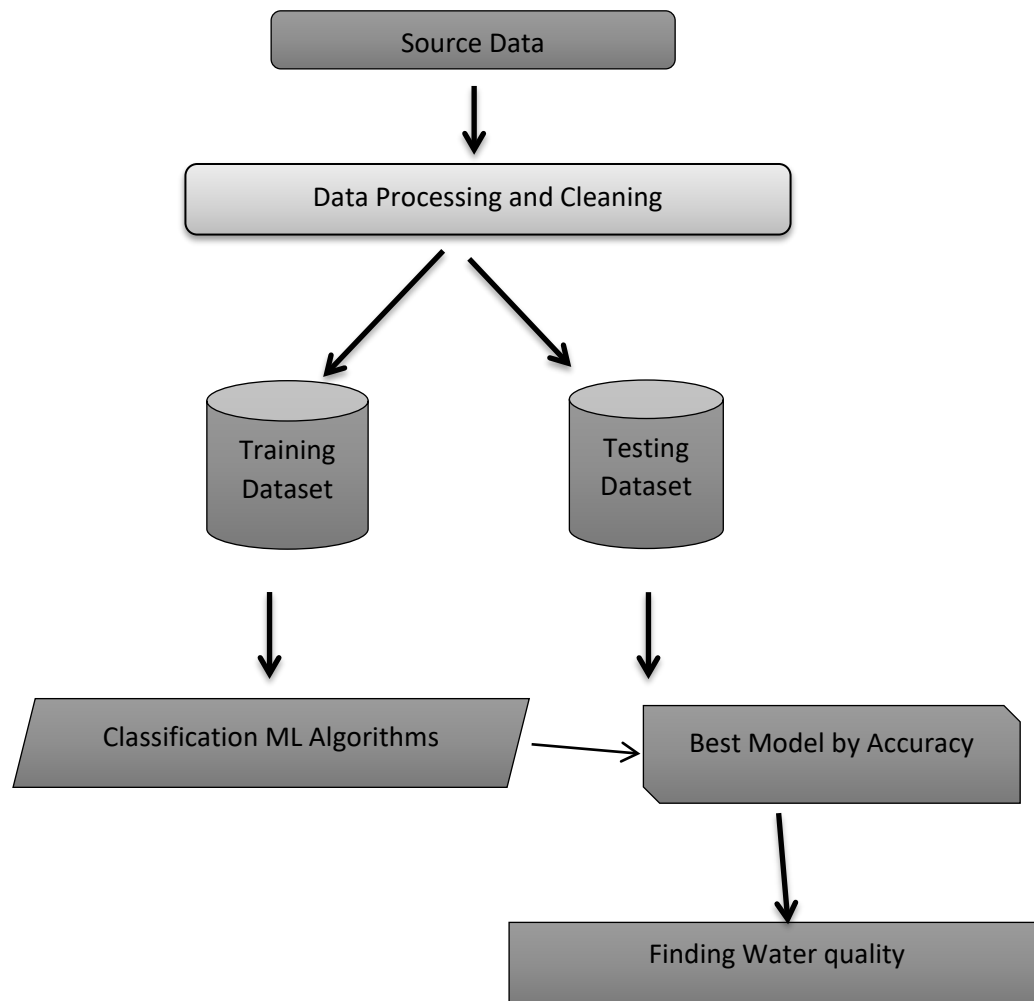 Source Data
Data Processing and Cleaning
Training
Dataset
Testing
Dataset
Classification ML Algorithms
Best Model by Accuracy
Finding Water quality